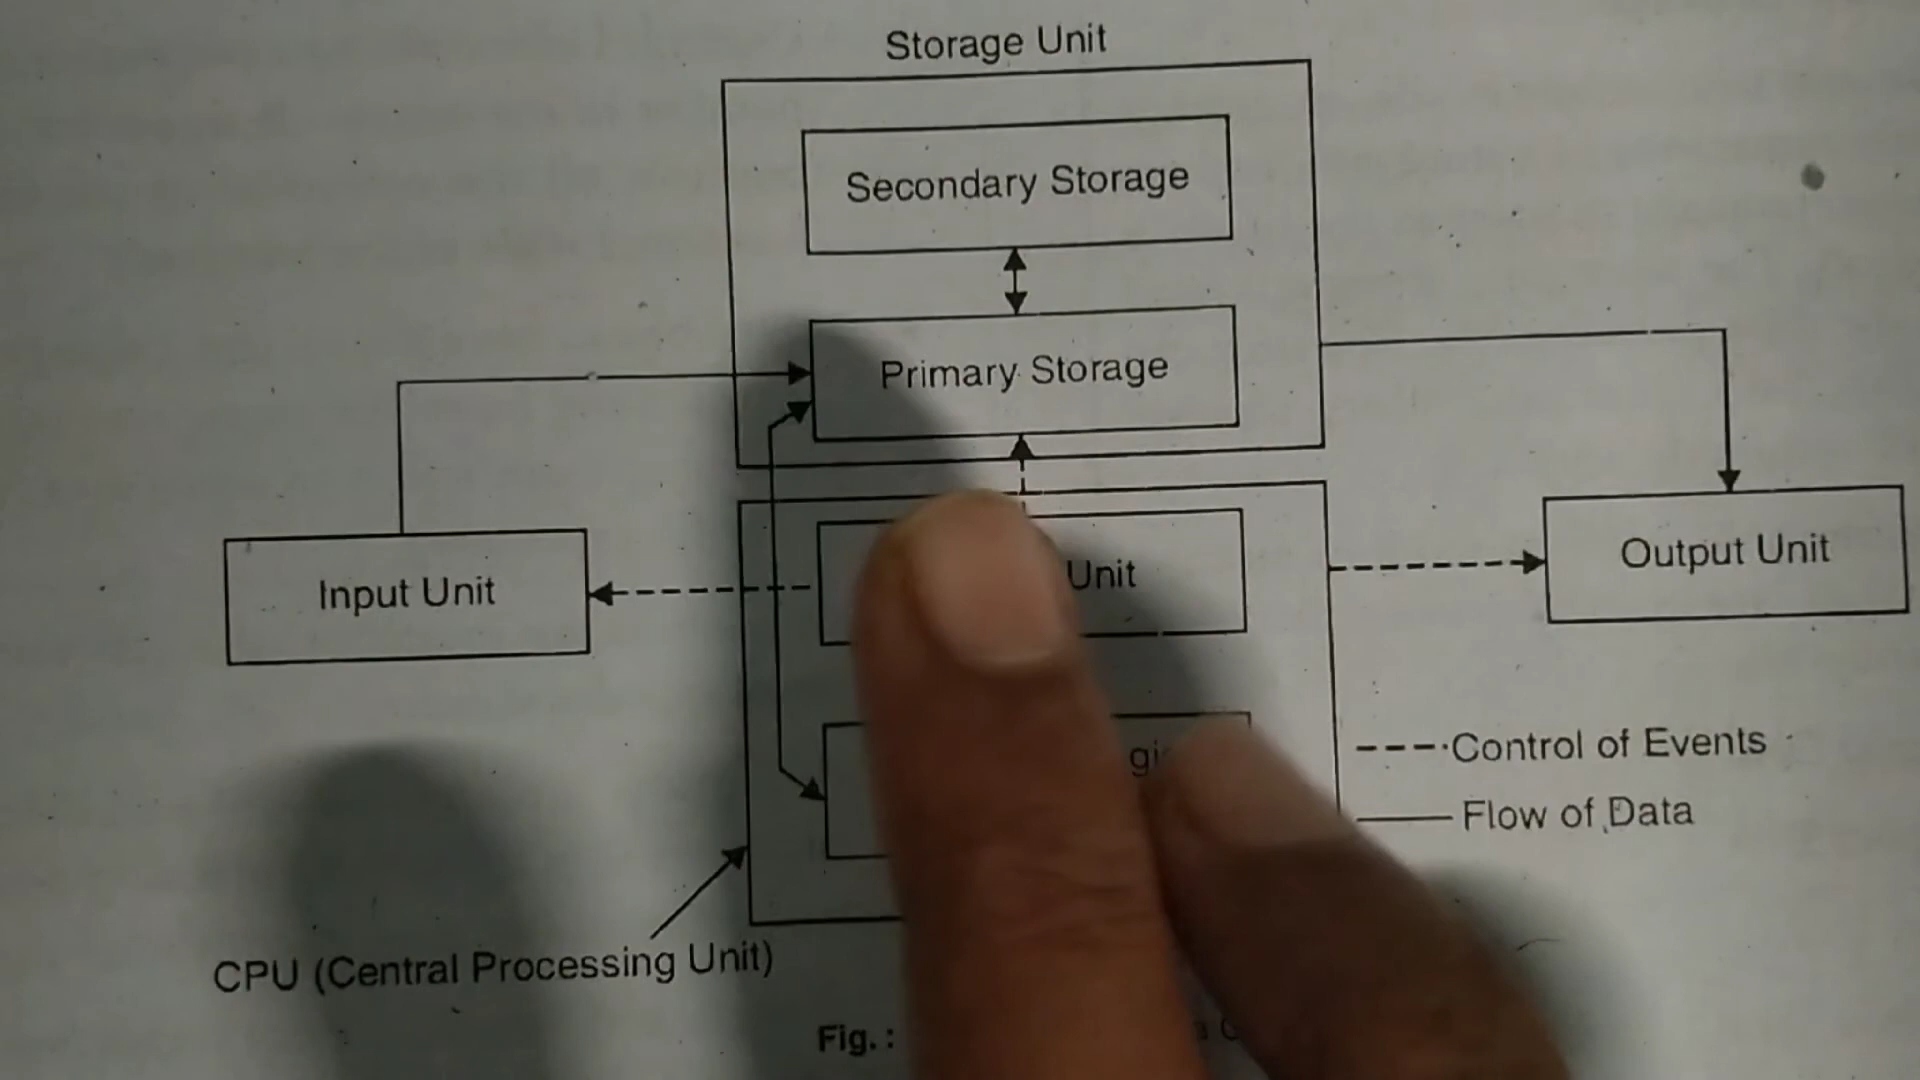 Storage Unit
Secondary Storage
Primary Storage
Input Unit
Unit
Output Unit
Control of Events
Flow of Data
CPU (Central Processing Unit)
Fig. :